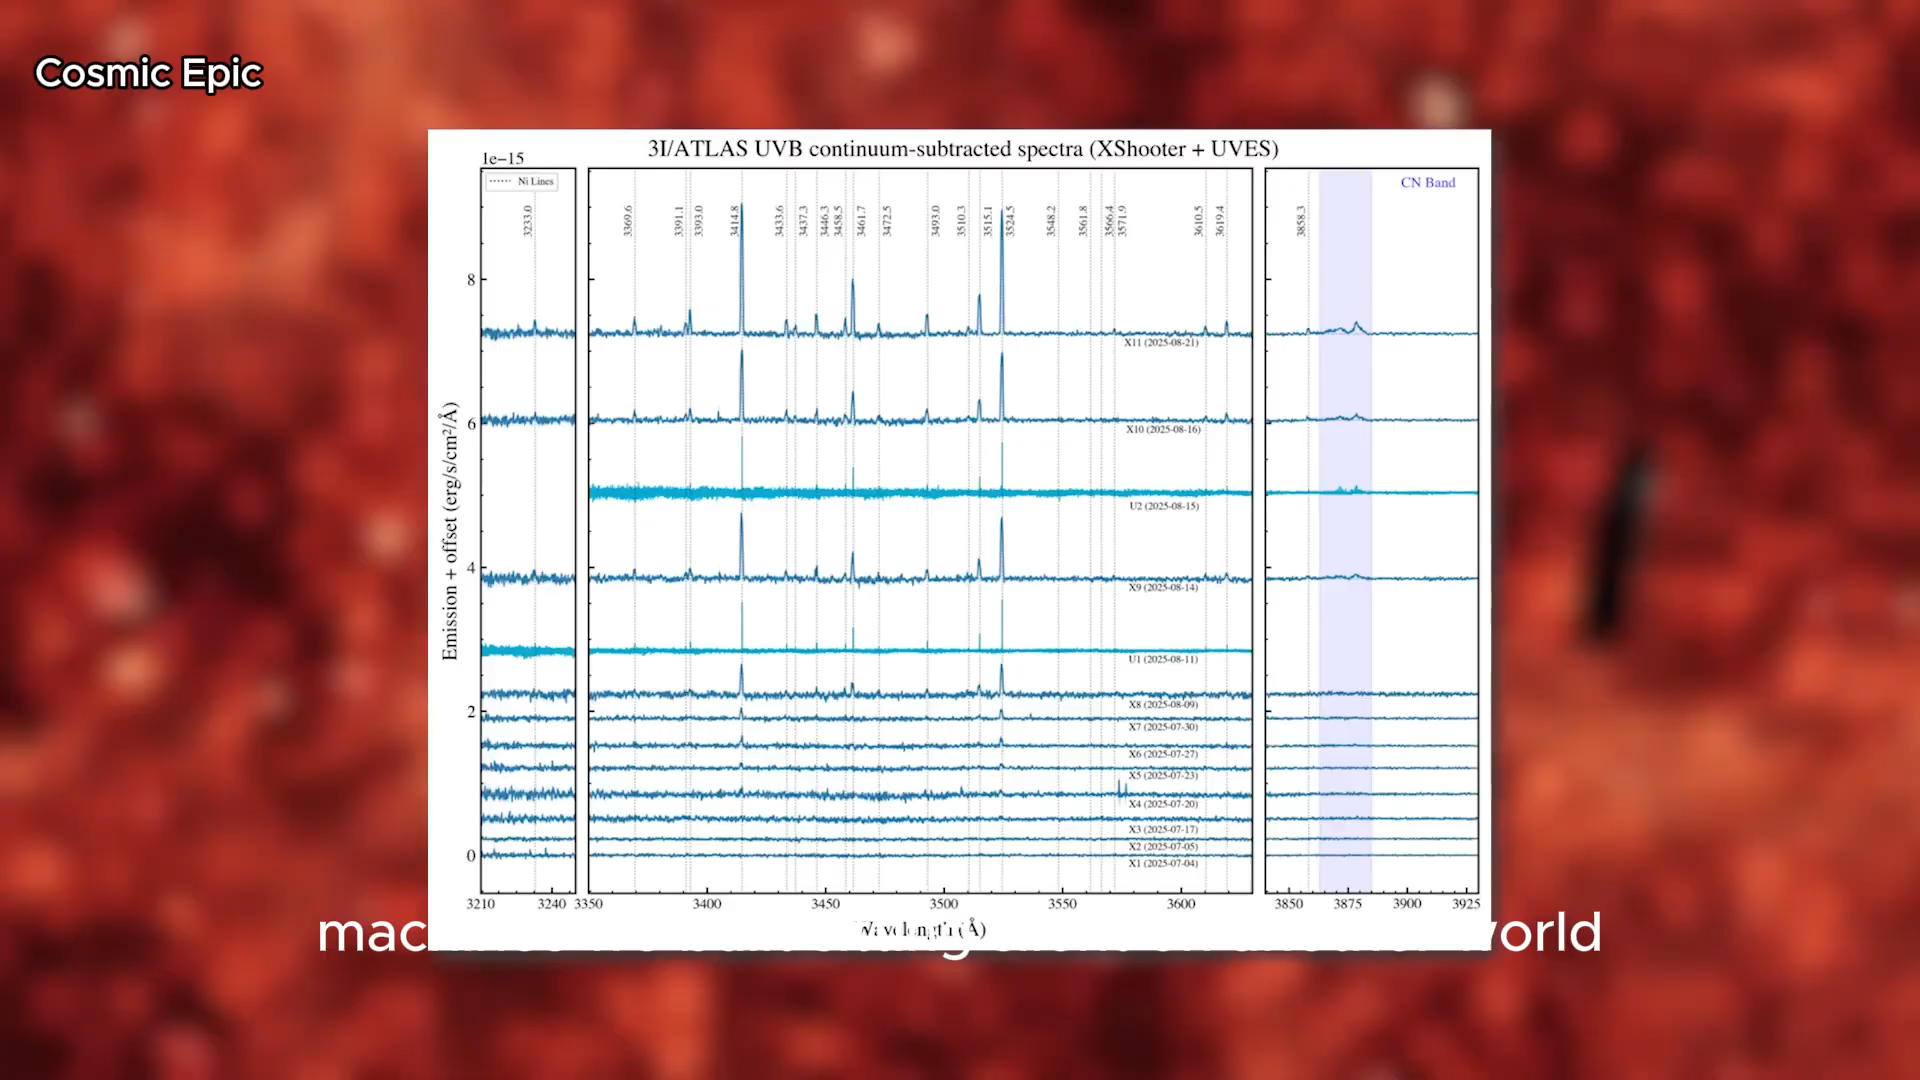 Cosmic Epic
3I/ATLAS UVB continuum-subtracted spectra (XShooter + UVES)
1e−15
Ni Lines
CN Band
3233.0
3369.6
3391.1
3393.0
3414.8
3433.6
3437.3
3446.3
3458.5
3461.7
3472.5
3493.0
3510.3
3515.1
3524.5
3548.2
3561.8
3566.4
3571.9
3610.5
3619.4
3858.3
8
6
4
2
0
Emission + offset (erg/s/cm²/Å)
X11 (2025-08-21)
X10 (2025-08-16)
U2 (2025-08-15)
X9 (2025-08-14)
U1 (2025-08-11)
X8 (2025-08-09)
X7 (2025-07-30)
X6 (2025-07-27)
X5 (2025-07-23)
X4 (2025-07-20)
X3 (2025-07-17)
X2 (2025-07-05)
X1 (2025-07-04)
3210 3240 3350 3400 3450 3500 3550 3600 3850 3875 3900 3925
Wavelength (Å)
world